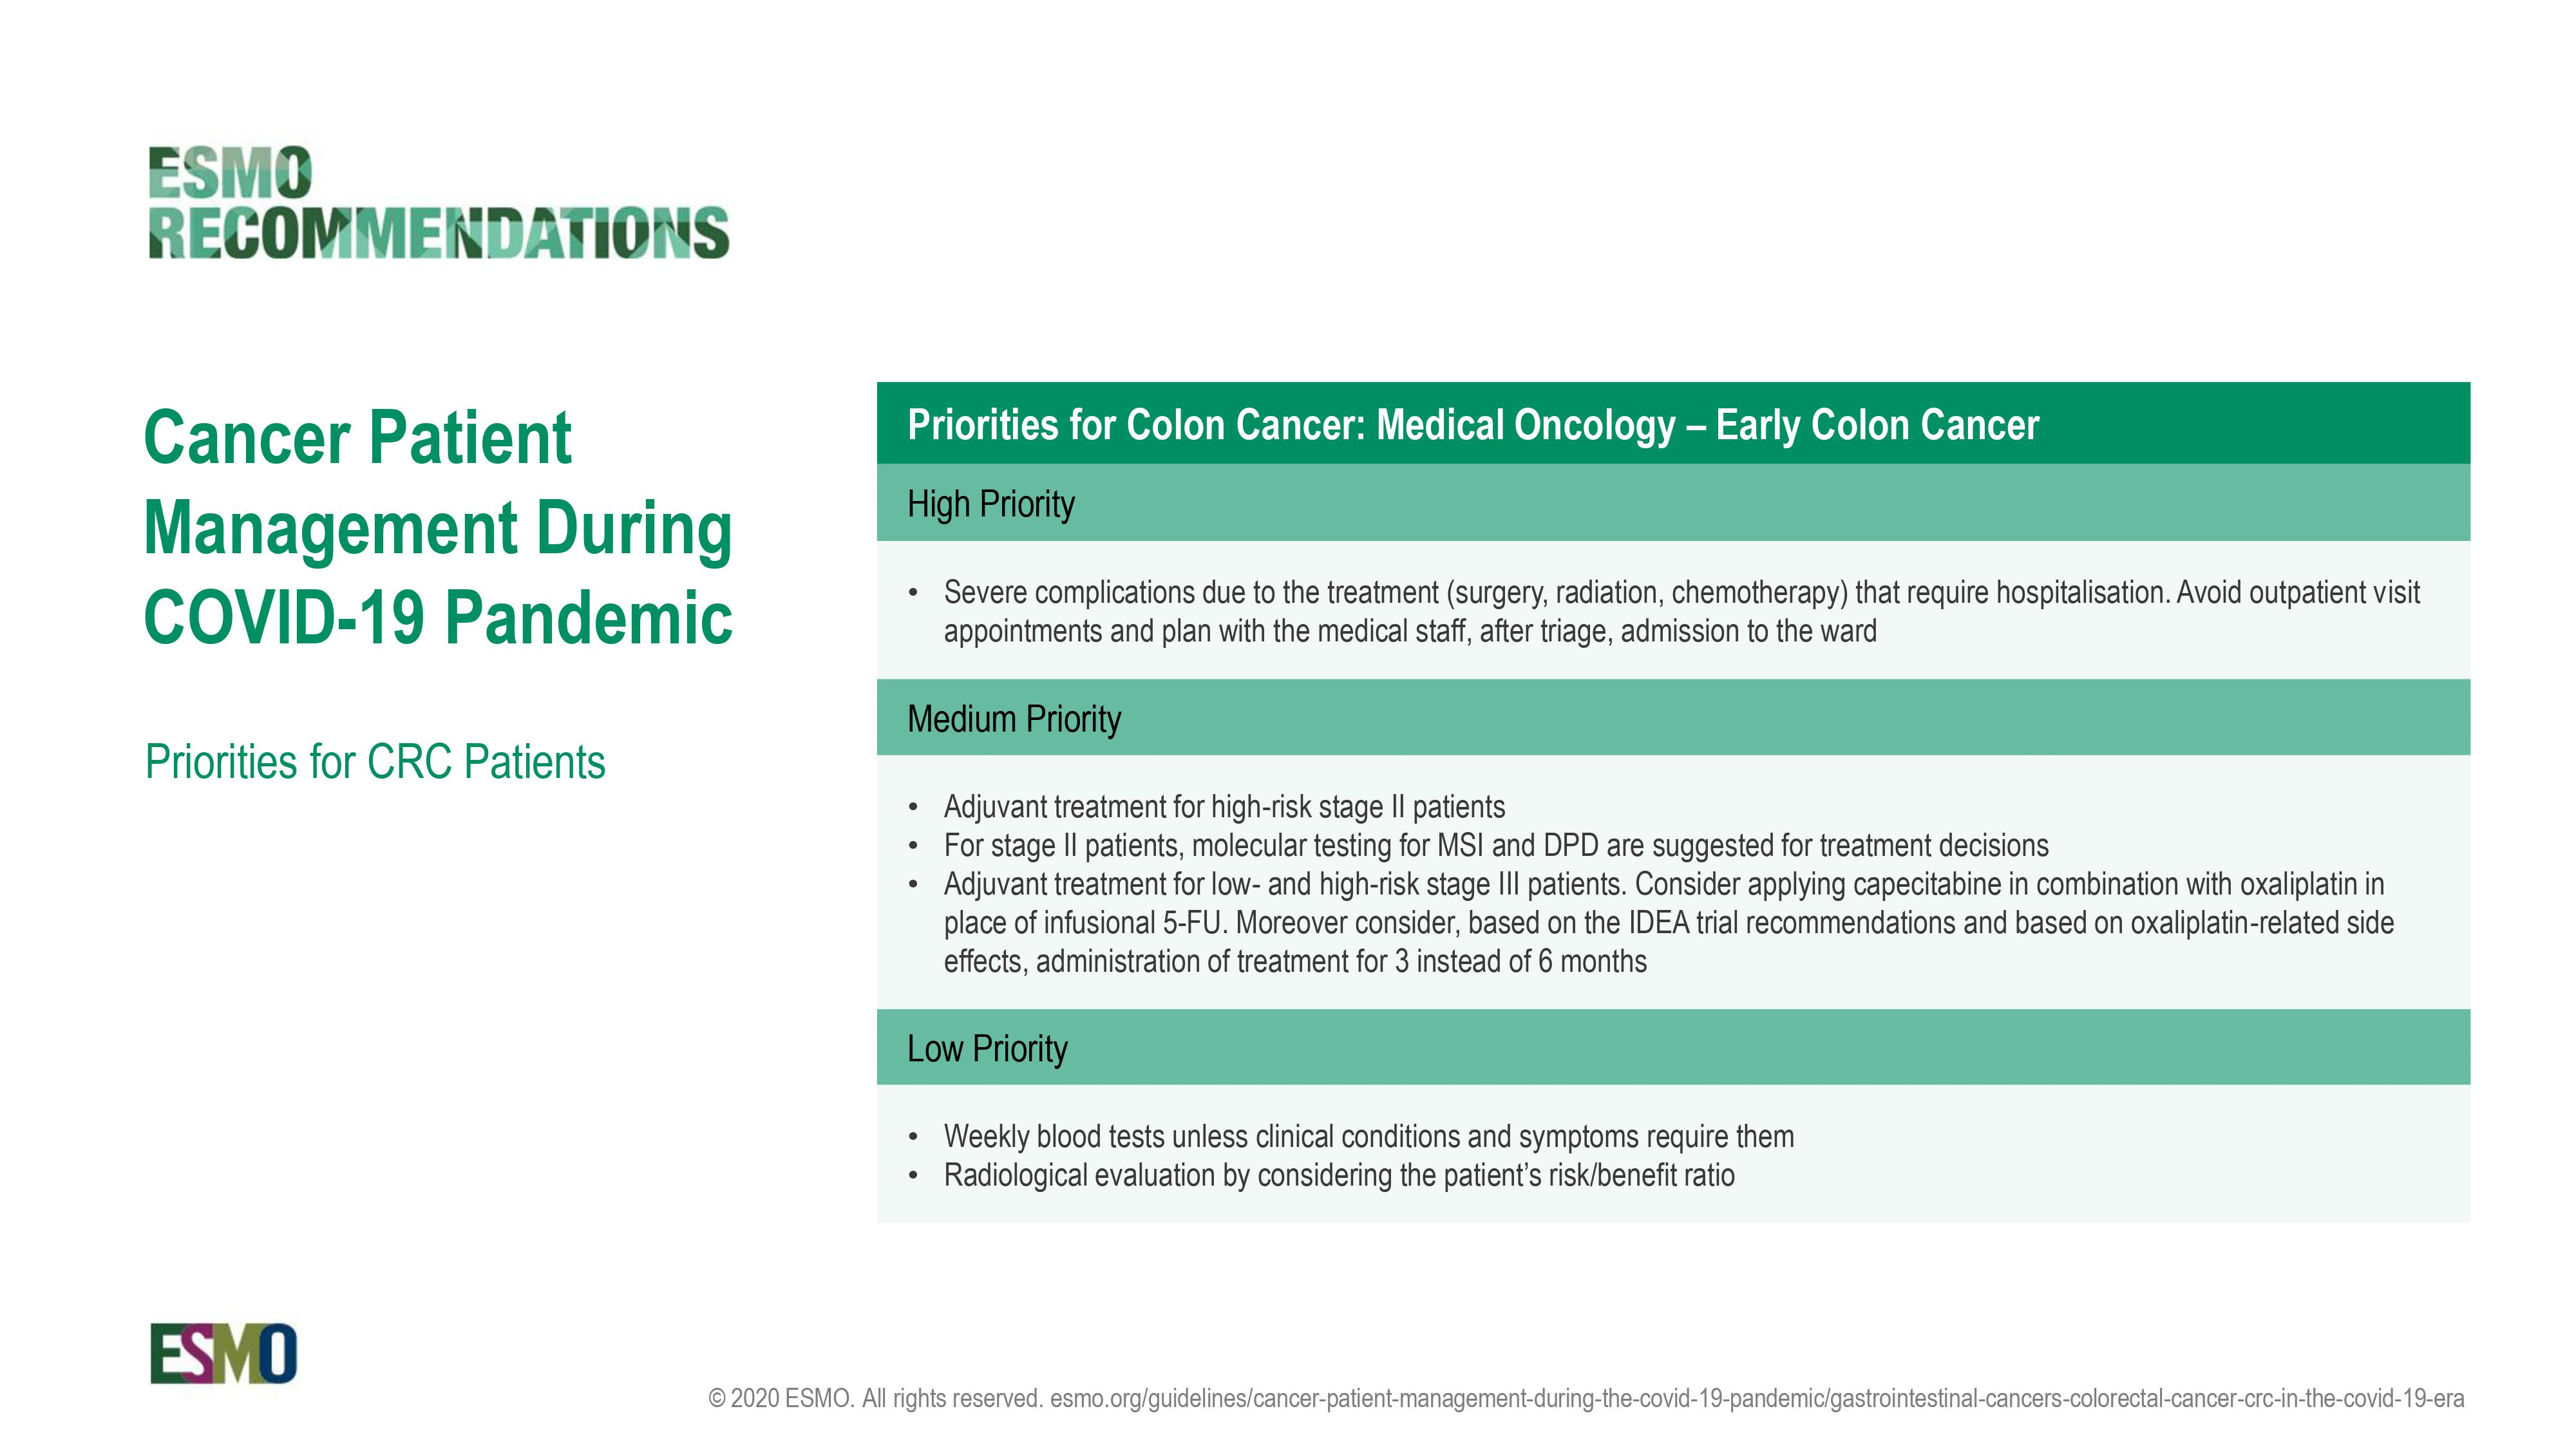 ESMO
RECOMMENDATIONS
Cancer Patient
Management During
COVID-19 Pandemic
Priorities for CRC Patients
Priorities for Colon Cancer: Medical Oncology – Early Colon Cancer
High Priority
• Severe complications due to the treatment (surgery, radiation, chemotherapy) that require hospitalisation. Avoid outpatient visit
appointments and plan with the medical staff, after triage, admission to the ward
Medium Priority
• Adjuvant treatment for high-risk stage II patients
• For stage II patients, molecular testing for MSI and DPD are suggested for treatment decisions
• Adjuvant treatment for low- and high-risk stage III patients. Consider applying capecitabine in combination with oxaliplatin in
place of infusional 5-FU. Moreover consider, based on the IDEA trial recommendations and based on oxaliplatin-related side
effects, administration of treatment for 3 instead of 6 months
Low Priority
• Weekly blood tests unless clinical conditions and symptoms require them
• Radiological evaluation by considering the patient’s risk/benefit ratio
ESMO
© 2020 ESMO. All rights reserved. esmo.org/guidelines/cancer-patient-management-during-the-covid-19-pandemic/gastrointestinal-cancers-colorectal-cancer-crc-in-the-covid-19-era